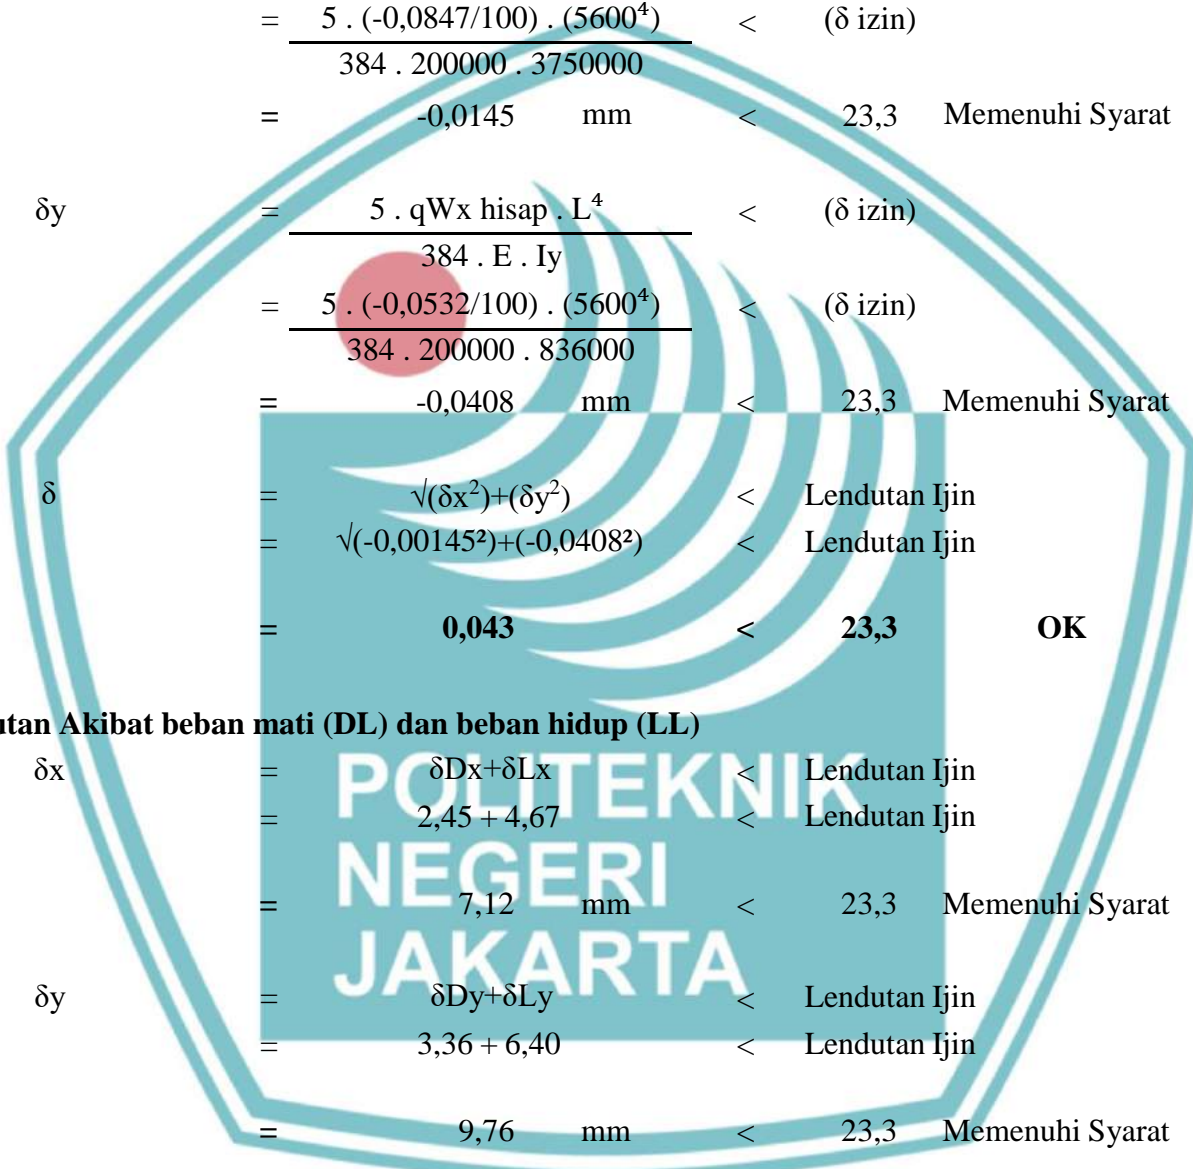 = 5 . (-0,0847/100) . (5600⁴) < (δ izin)
384 . 200000 . 3750000
= -0,0145 mm < 23,3 Memenuhi Syarat
δy = 5 . qWx hisap . L⁴ < (δ izin)
384 . E . Iy
= 5 . (-0,0532/100) . (5600⁴) < (δ izin)
384 . 200000 . 836000
= -0,0408 mm < 23,3 Memenuhi Syarat
δ = √(δx²)+(δy²) < Lendutan Ijin
= √(-0,00145²)+(-0,0408²) < Lendutan Ijin
= 0,043 < 23,3 OK
utan Akibat beban mati (DL) dan beban hidup (LL)
δx = δDx+δLx < Lendutan Ijin
= 2,45 + 4,67 < Lendutan Ijin
= 7,12 mm < 23,3 Memenuhi Syarat
δy = δDy+δLy < Lendutan Ijin
= 3,36 + 6,40 < Lendutan Ijin
= 9,76 mm < 23,3 Memenuhi Syarat
POLITEKNIK
NEGERI
JAKARTA